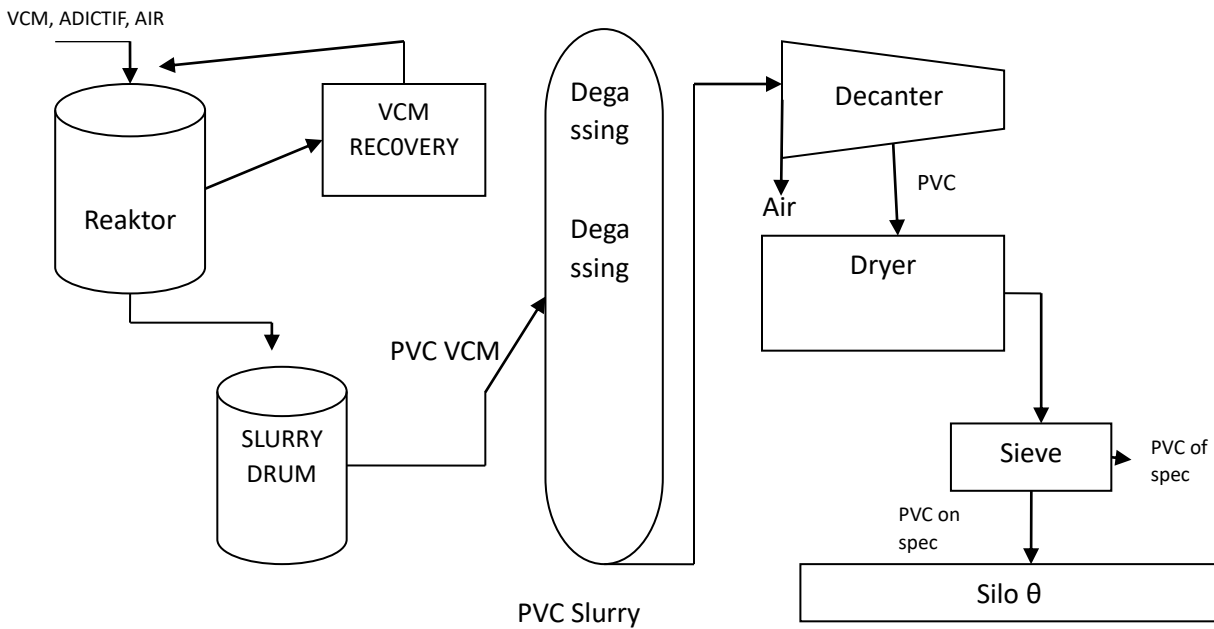 VCM, ADICTIF, AIR
Reaktor
VCM
REC0VERY
SLURRY
DRUM
PVC VCM
Dega
ssing
Dega
ssing
PVC Slurry
Decanter
Air
PVC
Dryer
Sieve
PVC of
spec
PVC on
spec
Silo θ